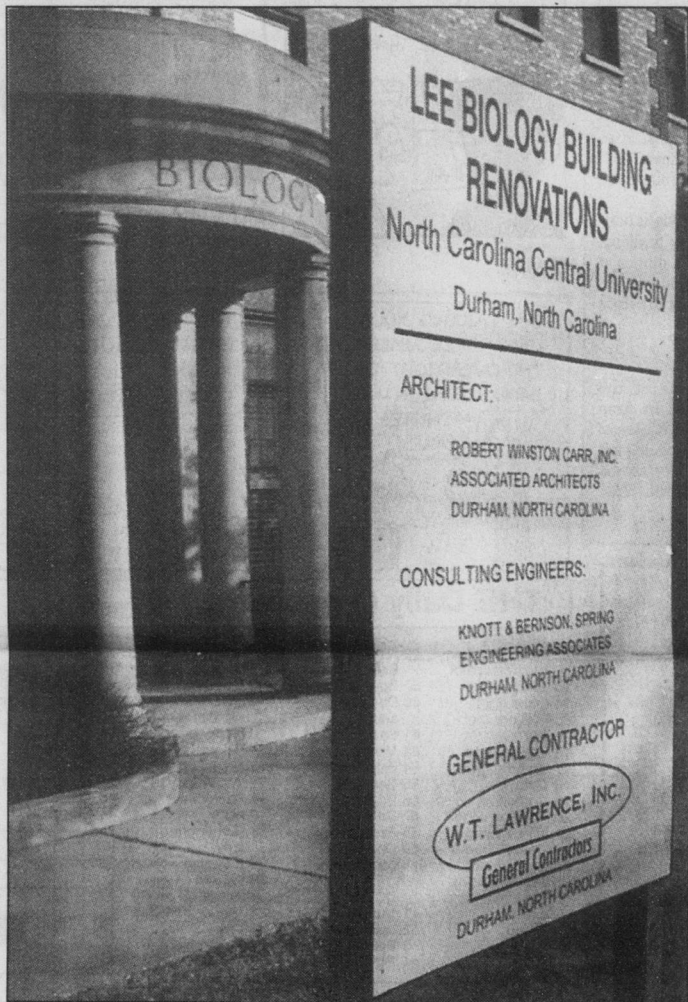 BIOLOGY
LEE BIOLOGY BUILDING
RENOVATIONS
North Carolina Central University
Durham, North Carolina
ARCHITECT:
ROBERT WINSTON CARR, INC.
ASSOCIATED ARCHITECTS
DURHAM, NORTH CAROLINA
CONSULTING ENGINEERS:
KNOTT & BERNSON, SPRING
ENGINEERING ASSOCIATES
DURHAM, NORTH CAROLINA
GENERAL CONTRACTOR
W.T. LAWRENCE, INC.
General Contractors
DURHAM, NORTH CAROLINA